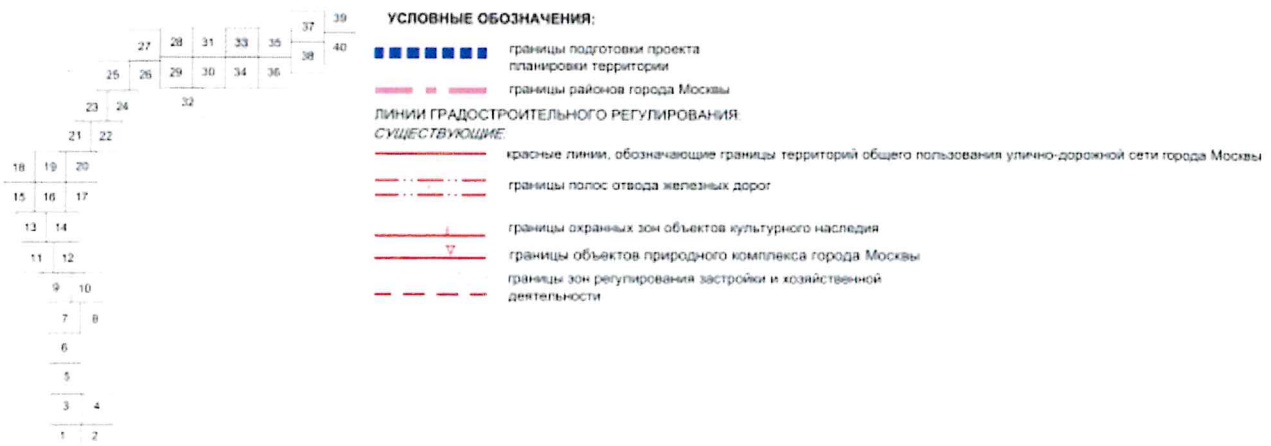 39
37
УСЛОВНЫЕ ОБОЗНАЧЕНИЯ:
27 28 31 33 35
38 40
границы подготовки проекта
планировки территории
25 26 29 30 34 36
границы районов города Москвы
23 24 32
ЛИНИИ ГРАДОСТРОИТЕЛЬНОГО РЕГУЛИРОВАНИЯ:
СУЩЕСТВУЮЩИЕ:
21 22
красные линии, обозначающие границы территорий общего пользования улично-дорожной сети города Москвы
18 19 20
границы полос отвода железных дорог
15 16 17
13 14
границы охранных зон объектов культурного наследия
11 12
границы объектов природного комплекса города Москвы
границы зон регулирования застройки и хозяйственной
деятельности
9 10
7 8
6
5
3 4
1 2